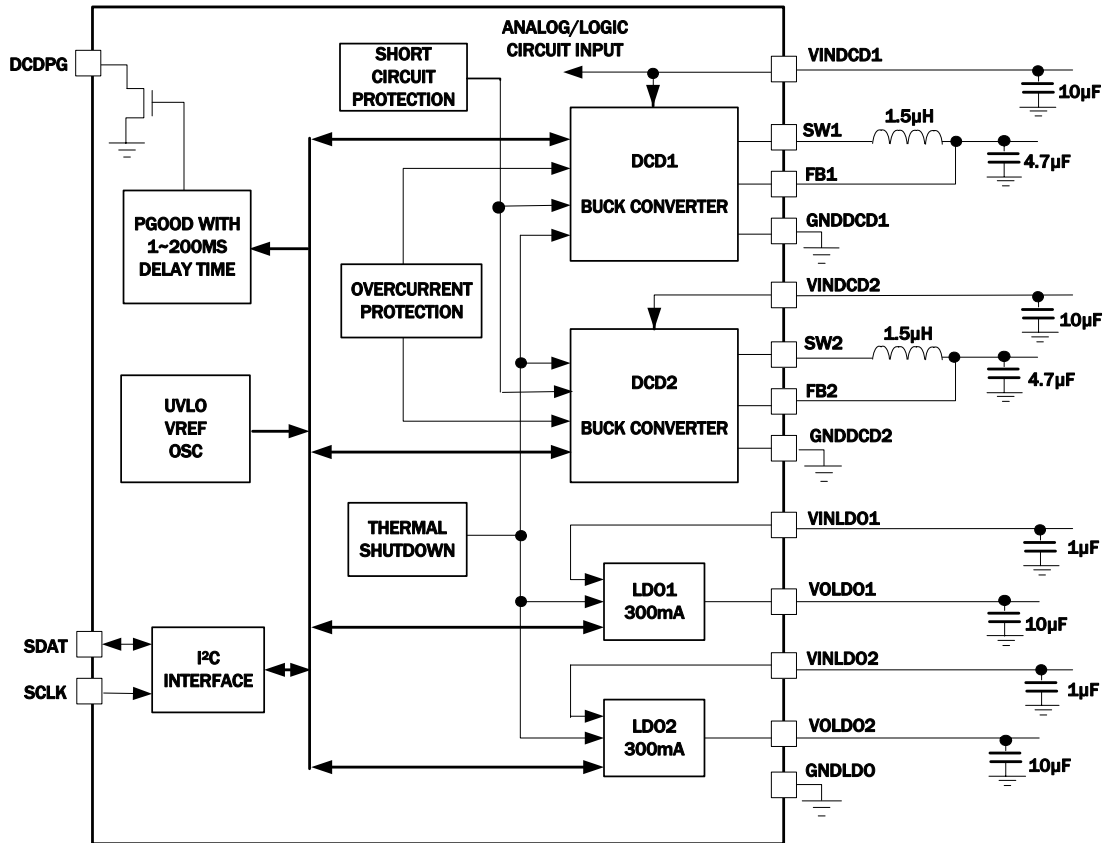 DCDPG
ANALOG/LOGIC
CIRCUIT INPUT
SHORT
CIRCUIT
PROTECTION
VINDCD1
10µF
PGOOD WITH
1~200MS
DELAY TIME
DCD1
BUCK CONVERTER
SW1
1.5µH
4.7µF
FB1
GNDDCD1
OVERCURRENT
PROTECTION
VINDCD2
10µF
DCD2
BUCK CONVERTER
SW2
1.5µH
4.7µF
FB2
GNDDCD2
UVLO
VREF
OSC
THERMAL
SHUTDOWN
VINLDO1
1µF
LDO1
300mA
VOLDO1
10µF
SDAT
SCLK
I²C
INTERFACE
VINLDO2
1µF
LDO2
300mA
VOLDO2
10µF
GNDLDO